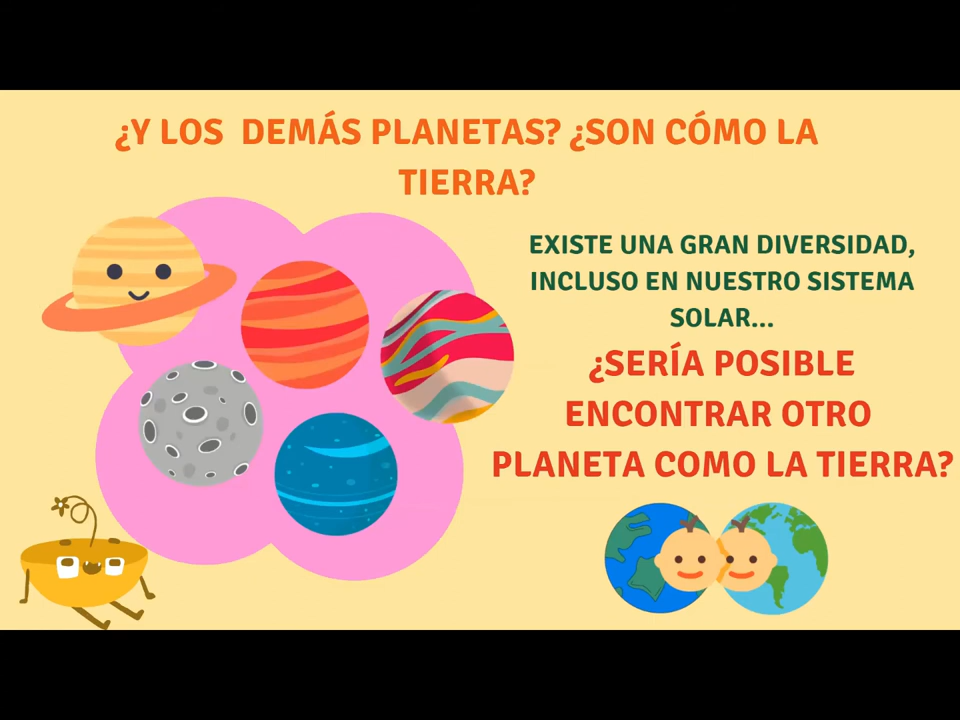 ¿Y LOS DEMÁS PLANETAS? ¿SON CÓMO LA
TIERRA?
EXISTE UNA GRAN DIVERSIDAD,
INCLUSO EN NUESTRO SISTEMA
SOLAR...
¿SERÍA POSIBLE
ENCONTRAR OTRO
PLANETA COMO LA TIERRA?